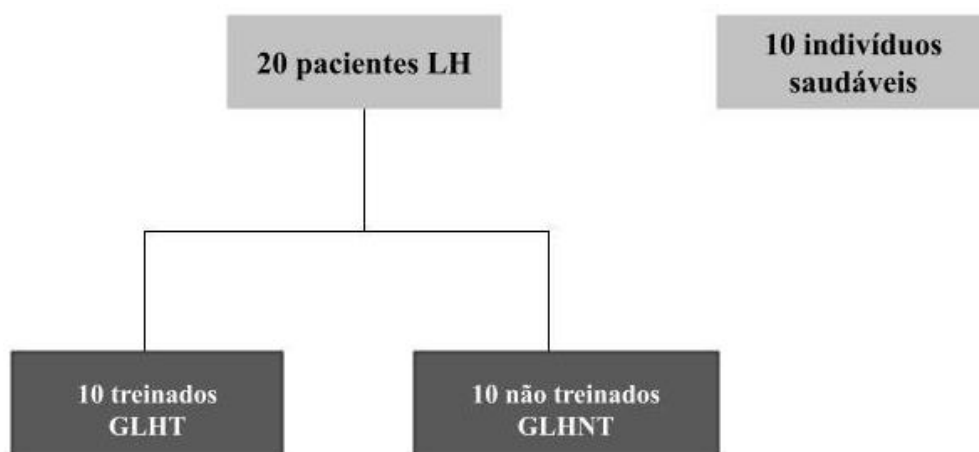 20 pacientes LH
10 indivíduos
saudáveis
10 treinados
GLHT
10 não treinados
GLHNT